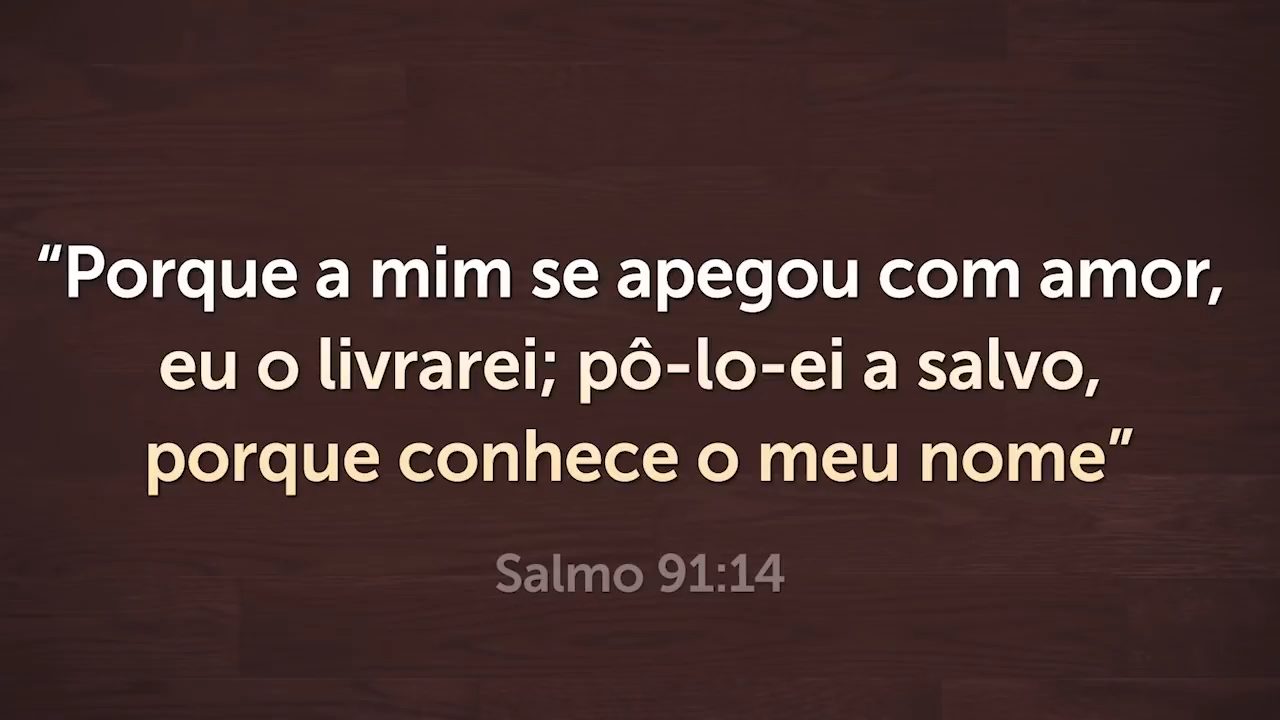 “Porque a mim se apegou com amor,
eu o livrarei; pô-lo-ei a salvo,
porque conhece o meu nome”
Salmo 91:14